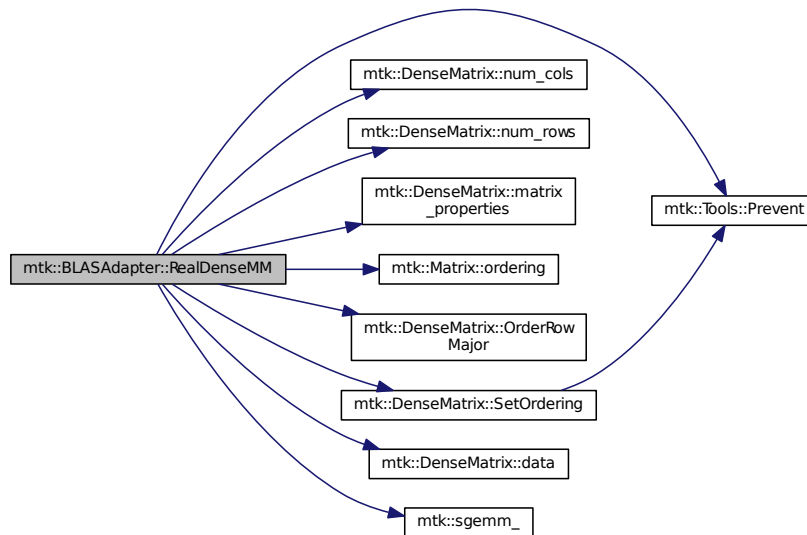 mtk::DenseMatrix::num_cols
mtk::DenseMatrix::num_rows
mtk::DenseMatrix::matrix
_properties
mtk::Tools::Prevent
mtk::BLASAdapter::RealDenseMM
mtk::Matrix::ordering
mtk::DenseMatrix::OrderRow
Major
mtk::DenseMatrix::SetOrdering
mtk::DenseMatrix::data
mtk::sgemm_